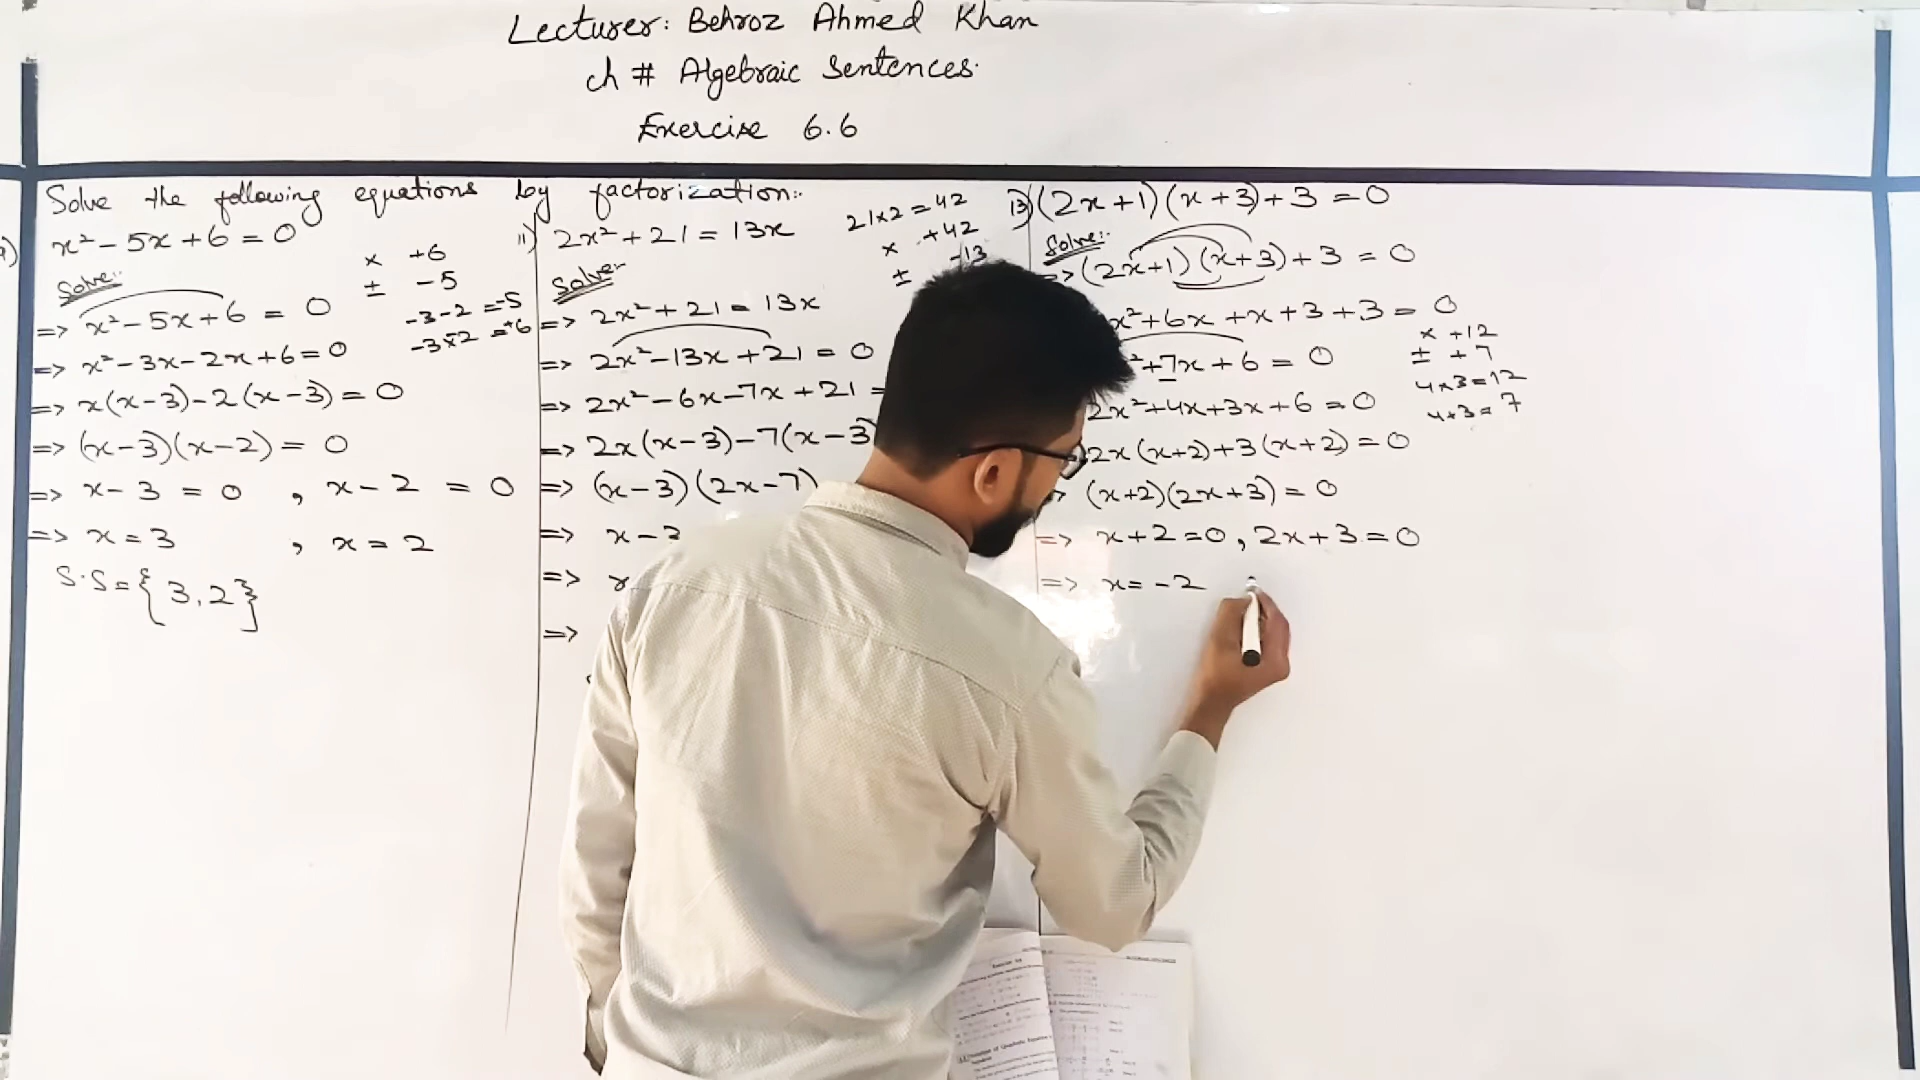 Lecturer: Behroz Ahmed Khan
ch # Algebraic Sentences.
Exercise 6.6
Solve the following equations by factorization:-
x² - 5x + 6 = 0
Solve:-
x +6
± -5
-3-2 = -5
-3×-2 = +6
=> x² - 5x + 6 = 0
=> x² - 3x - 2x + 6 = 0
=> x(x-3) - 2(x-3) = 0
=> (x-3)(x-2) = 0
=> x - 3 = 0 , x - 2 = 0
=> x = 3 , x = 2
S.S = {3, 2}
11) 2x² + 21 = 13x
21×2 = 42
x +42
± -13
Solve:-
=> 2x² + 21 = 13x
=> 2x² - 13x + 21 = 0
=> 2x² - 6x - 7x + 21 =
=> 2x(x-3) - 7(x-3)
=> (x-3)(2x-7)
=> x - 3
=> x
=>
13) (2x+1)(x+3) + 3 = 0
Solve:-
=> (2x+1)(x+3) + 3 = 0
x² + 6x + x + 3 + 3 = 0
² + 7x + 6 = 0
x +12
± +7
4×3 = 12
4+3 = 7
2x² + 4x + 3x + 6 = 0
2x(x+2) + 3(x+2) = 0
=> (x+2)(2x+3) = 0
=> x + 2 = 0 , 2x + 3 = 0
=> x = -2